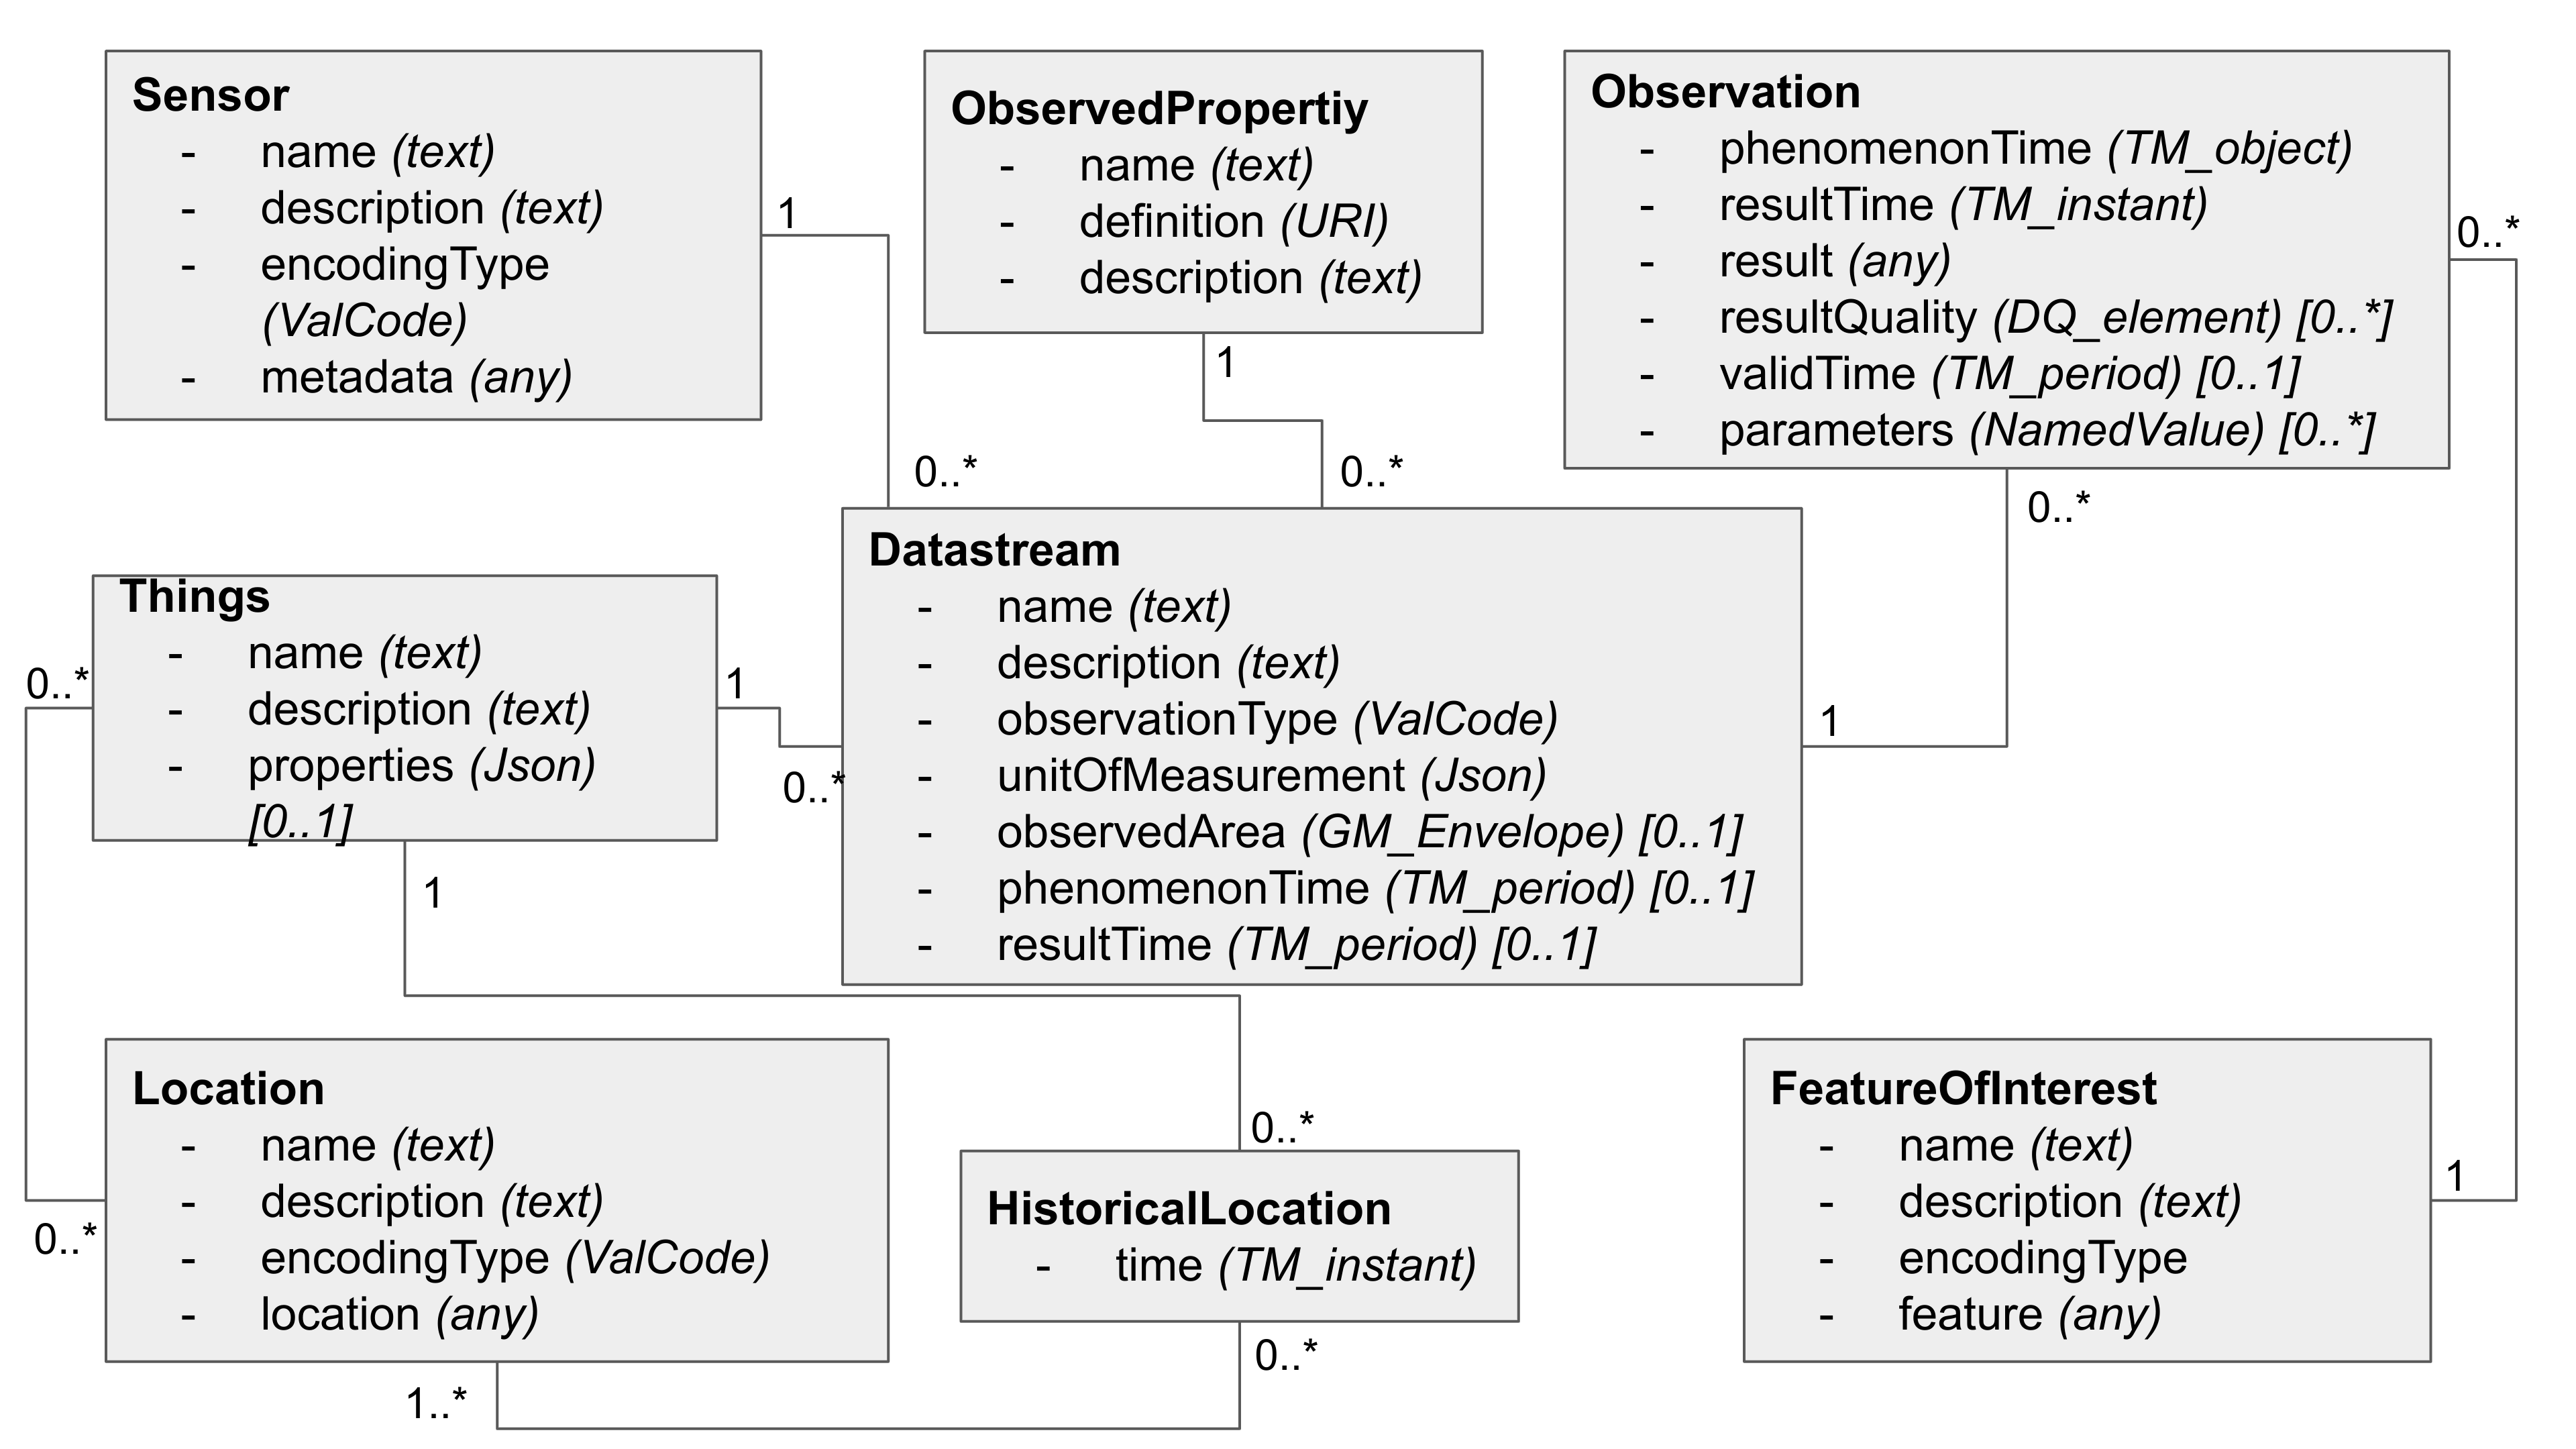 Sensor
- name (text)
- description (text)
- encodingType
(ValCode)
- metadata (any)
1
0..*
ObservedPropertiy
- name (text)
- definition (URI)
- description (text)
1
0..*
Observation
- phenomenonTime (TM_object)
- resultTime (TM_instant)
- result (any)
- resultQuality (DQ_element) [0..*]
- validTime (TM_period) [0..1]
- parameters (NamedValue) [0..*]
0..*
0..*
Things
- name (text)
- description (text)
- properties (Json)
[0..1]
0..*
1
0..*
1
Datastream
- name (text)
- description (text)
- observationType (ValCode)
- unitOfMeasurement (Json)
- observedArea (GM_Envelope) [0..1]
- phenomenonTime (TM_period) [0..1]
- resultTime (TM_period) [0..1]
1
Location
- name (text)
- description (text)
- encodingType (ValCode)
- location (any)
0..*
1..*
0..*
HistoricalLocation
- time (TM_instant)
0..*
FeatureOfInterest
- name (text)
- description (text)
- encodingType
- feature (any)
1